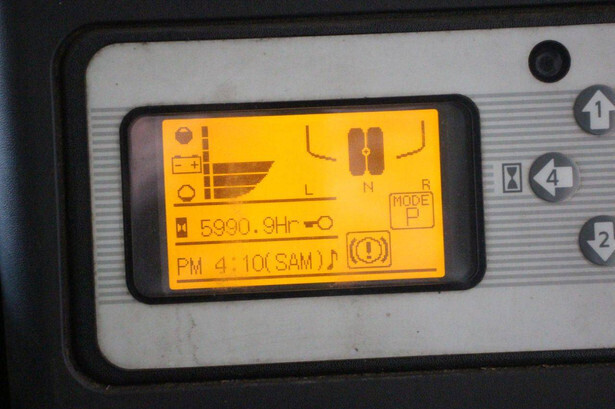 L N R
MODE
P
5990.9Hr
PM 4:10(SAM)
1
4
2